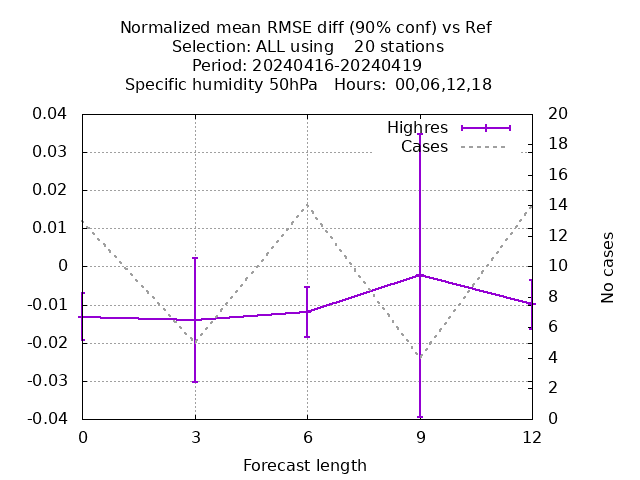 Normalized mean RMSE diff (90% conf) vs Ref
Selection: ALL using    20 stations
Period: 20240416-20240419
Specific humidity 50hPa   Hours: 00,06,12,18
Highres
Cases
0.04
0.03
0.02
0.01
0
-0.01
-0.02
-0.03
-0.04
20
18
16
14
12
10
8
6
4
2
0
No cases
0 3 6 9 12
Forecast length